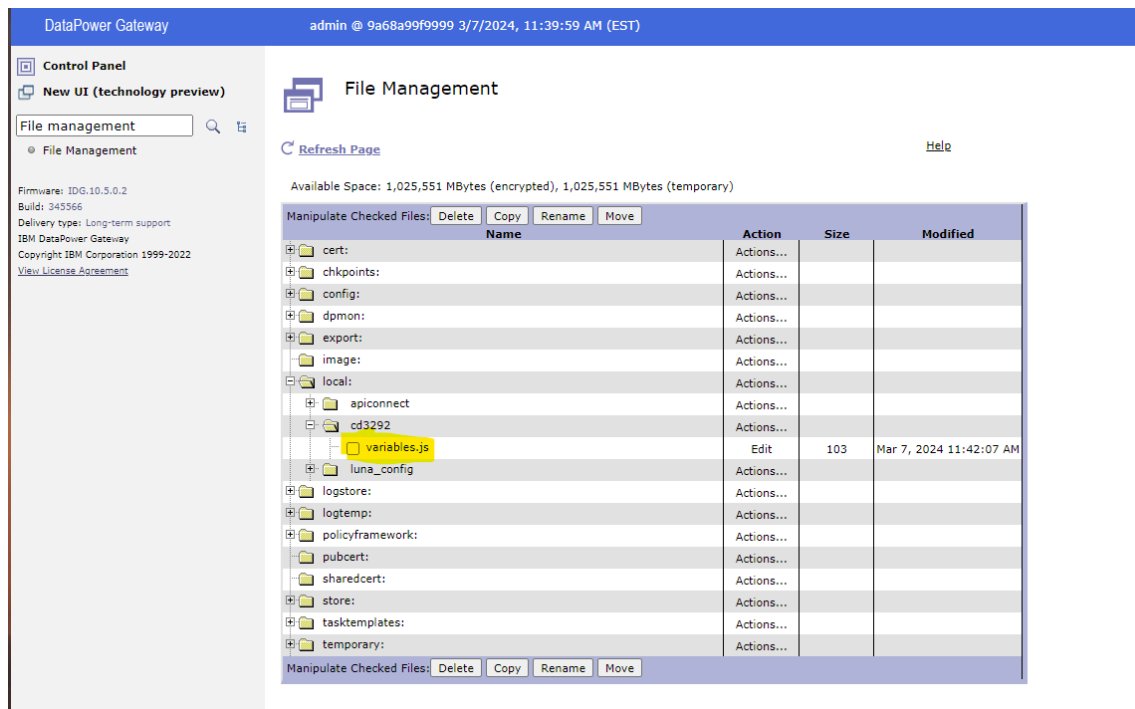 DataPower Gateway
admin @ 9a68a99f9999 3/7/2024, 11:39:59 AM (EST)
Control Panel
New UI (technology preview)
File management
File Management
Firmware: IDG.10.5.0.2
Build: 345566
Delivery type: Long-term support
IBM DataPower Gateway
Copyright IBM Corporation 1999-2022
View License Agreement
File Management
Refresh Page
Help
Available Space: 1,025,551 MBytes (encrypted), 1,025,551 MBytes (temporary)
Manipulate Checked Files: Delete Copy Rename Move
Name Action Size Modified
cert: Actions...
chkpoints: Actions...
config: Actions...
dpmon: Actions...
export: Actions...
image: Actions...
local: Actions...
apiconnect Actions...
cd3292 Actions...
variables.js Edit 103 Mar 7, 2024 11:42:07 AM
luna_config Actions...
logstore: Actions...
logtemp: Actions...
policyframework: Actions...
pubcert: Actions...
sharedcert: Actions...
store: Actions...
tasktemplates: Actions...
temporary: Actions...
Manipulate Checked Files: Delete Copy Rename Move